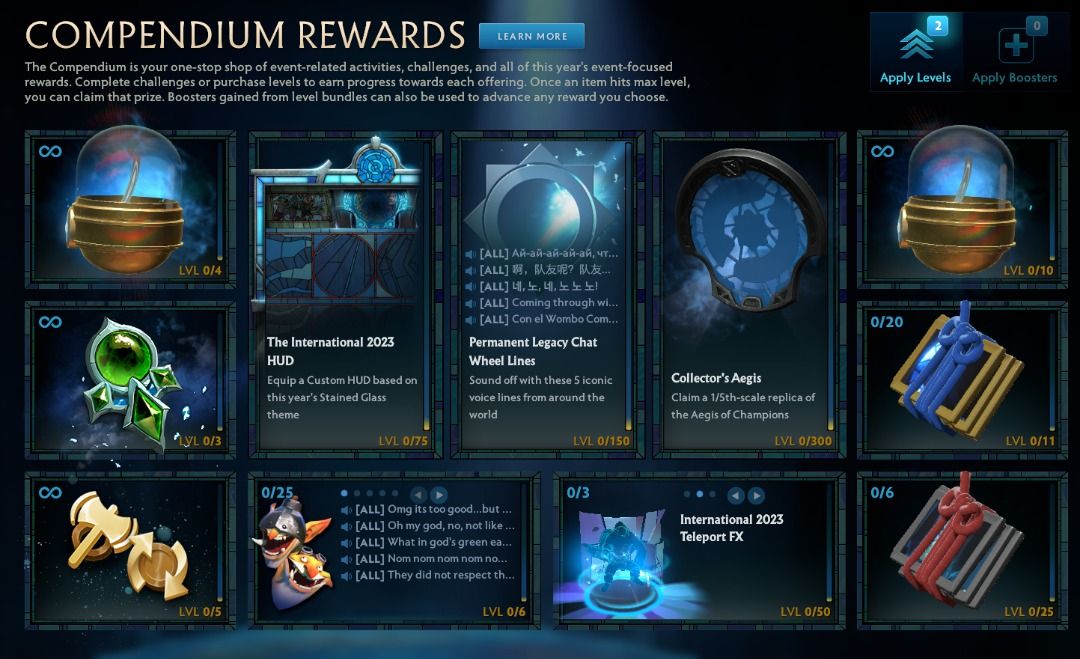 COMPENDIUM REWARDS
LEARN MORE
The Compendium is your one-stop shop of event-related activities, challenges, and all of this year's event-focused
rewards. Complete challenges or purchase levels to earn progress towards each offering. Once an item hits max level,
you can claim that prize. Boosters gained from level bundles can also be used to advance any reward you choose.
2
Apply Levels
0
Apply Boosters
∞
LVL 0/4
The International 2023
HUD
Equip a Custom HUD based on
this year's Stained Glass
theme
LVL 0/75
[ALL] Ай-ай-ай-ай-ай, чт...
[ALL] 啊，队友呢？队友...
[ALL] 네, 노, 네, 노 노 노!
[ALL] Coming through wi...
[ALL] Con el Wombo Com...
Permanent Legacy Chat
Wheel Lines
Sound off with these 5 iconic
voice lines from around the
world
LVL 0/150
Collector's Aegis
Claim a 1/5th-scale replica of
the Aegis of Champions
LVL 0/300
∞
LVL 0/10
∞
LVL 0/3
0/20
LVL 0/11
∞
LVL 0/5
0/25
[ALL] Omg its too good...but ...
[ALL] Oh my god, no, not like ...
[ALL] What in god's green ea...
[ALL] Nom nom nom nom no...
[ALL] They did not respect th...
LVL 0/6
0/3
International 2023
Teleport FX
LVL 0/50
0/6
LVL 0/25